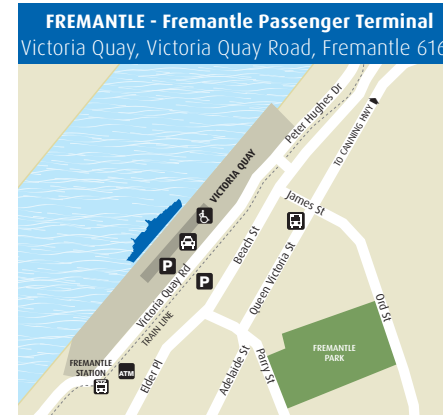 FREMANTLE - Fremantle Passenger Terminal
Victoria Quay, Victoria Quay Road, Fremantle 616
Peter Hughes Dr
TO CANNING HWY
VICTORIA QUAY
James St
Beach St
Queen Victoria St
P
P
Victoria Quay Rd
TRAIN LINE
Ord St
FREMANTLE
PARK
FREMANTLE
STATION
ATM
Elder Pl
Adelaide St
Parry St